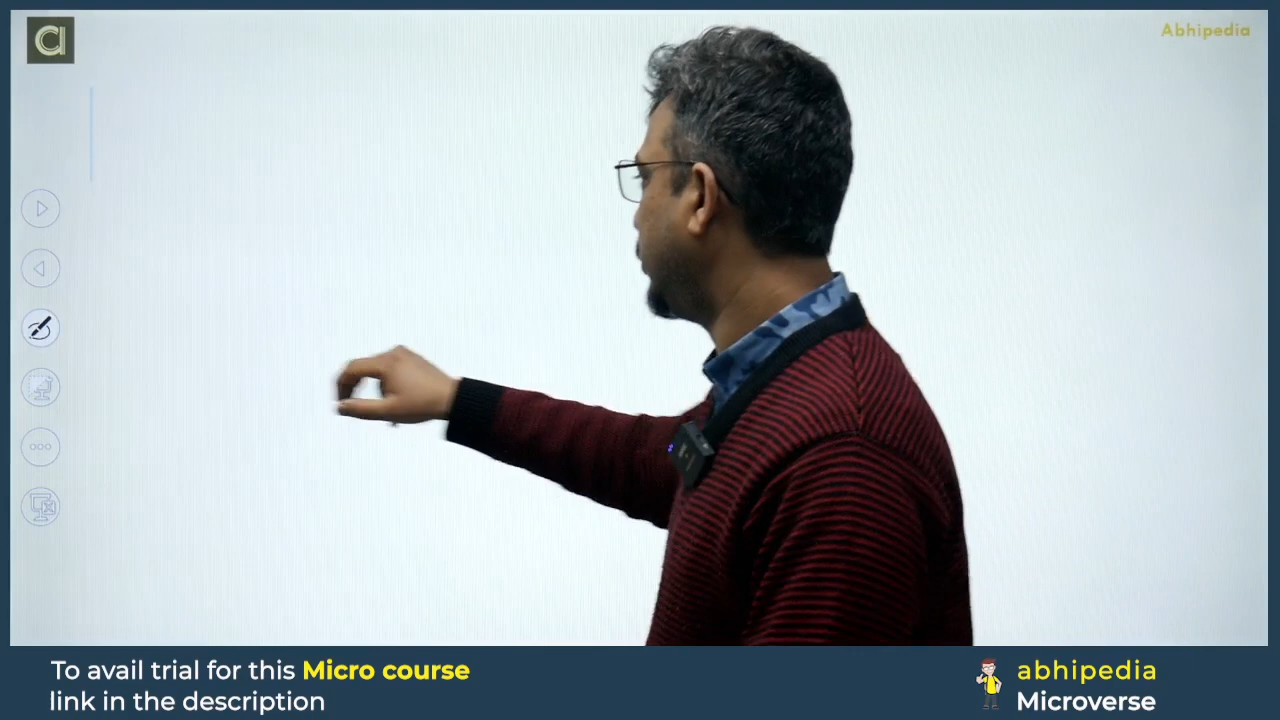 Abhipedia
To avail trial for this Micro course
link in the description
abhipedia
Microverse